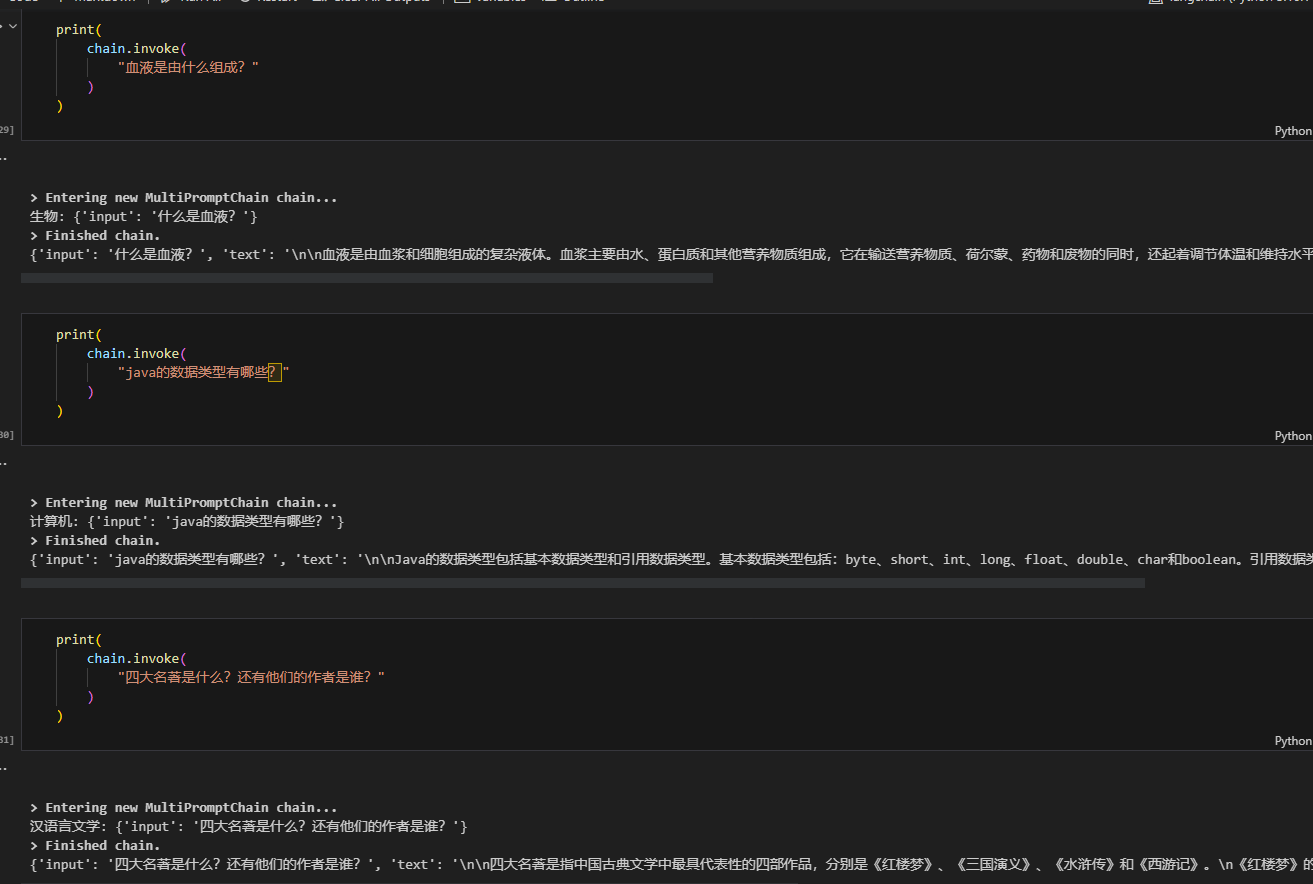 print(
chain.invoke(
"血液是由什么组成？"
)
)
29]
Python
> Entering new MultiPromptChain chain...
生物: {'input': '什么是血液？'}
> Finished chain.
{'input': '什么是血液？', 'text': '\n\n血液是由血浆和细胞组成的复杂液体。血浆主要由水、蛋白质和其他营养物质组成，它在输送营养物质、荷尔蒙、药物和废物的同时，还起着调节体温和维持水平
print(
chain.invoke(
"java的数据类型有哪些？"
)
)
30]
Python
> Entering new MultiPromptChain chain...
计算机: {'input': 'java的数据类型有哪些？'}
> Finished chain.
{'input': 'java的数据类型有哪些？', 'text': '\n\nJava的数据类型包括基本数据类型和引用数据类型。基本数据类型包括：byte、short、int、long、float、double、char和boolean。引用数据类
print(
chain.invoke(
"四大名著是什么？还有他们的作者是谁？"
)
)
31]
Python
> Entering new MultiPromptChain chain...
汉语言文学: {'input': '四大名著是什么？还有他们的作者是谁？'}
> Finished chain.
{'input': '四大名著是什么？还有他们的作者是谁？', 'text': '\n\n四大名著是指中国古典文学中最具代表性的四部作品，分别是《红楼梦》、《三国演义》、《水浒传》和《西游记》。\n《红楼梦》的